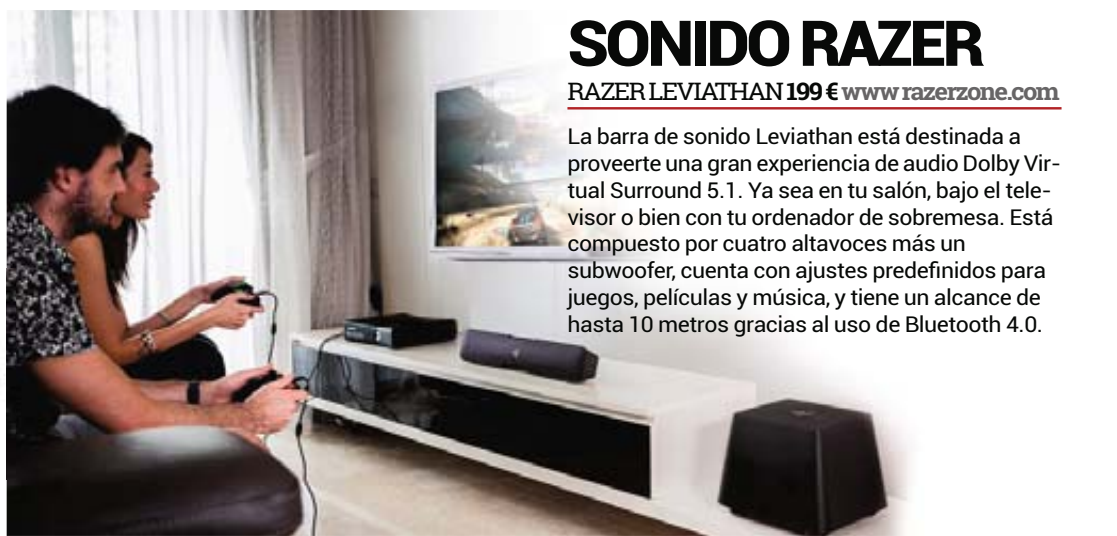 SONIDO RAZER
RAZER LEVIATHAN 199 € www.razerzone.com
La barra de sonido Leviathan está destinada a
proveerte una gran experiencia de audio Dolby Vir-
tual Surround 5.1. Ya sea en tu salón, bajo el tele-
visor o bien con tu ordenador de sobremesa. Está
compuesto por cuatro altavoces más un
subwoofer, cuenta con ajustes predefinidos para
juegos, películas y música, y tiene un alcance de
hasta 10 metros gracias al uso de Bluetooth 4.0.